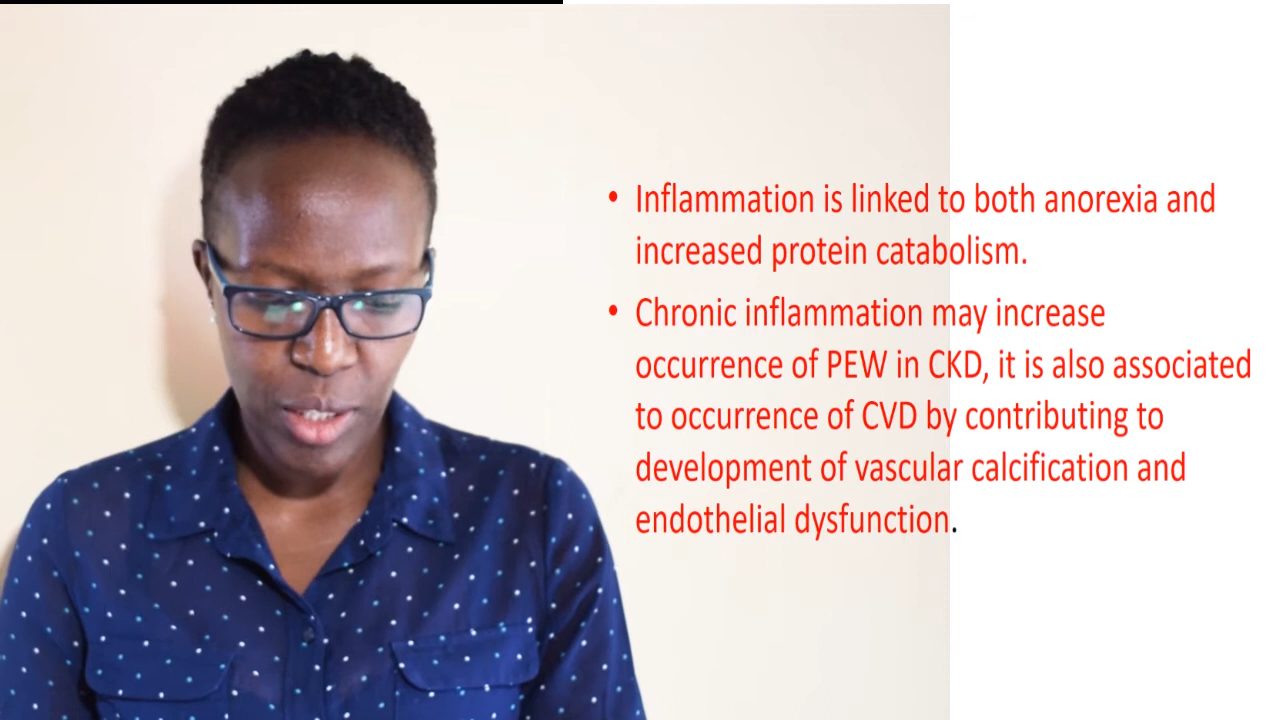 • Inflammation is linked to both anorexia and
increased protein catabolism.
• Chronic inflammation may increase
occurrence of PEW in CKD, it is also associated
to occurrence of CVD by contributing to
development of vascular calcification and
endothelial dysfunction.